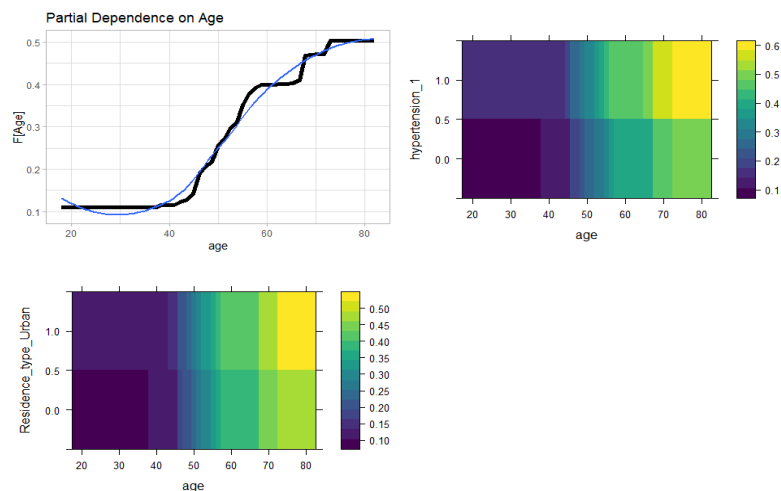 Partial Dependence on Age
0.5
0.4
0.3
0.2
0.1
F[Age]
20 40 60 80
age
1.0
0.5
0.0
hypertension_1
20 30 40 50 60 70 80
age
0.6
0.5
0.4
0.3
0.2
0.1
1.0
0.5
0.0
Residence_type_Urban
20 30 40 50 60 70 80
age
0.50
0.45
0.40
0.35
0.30
0.25
0.20
0.15
0.10